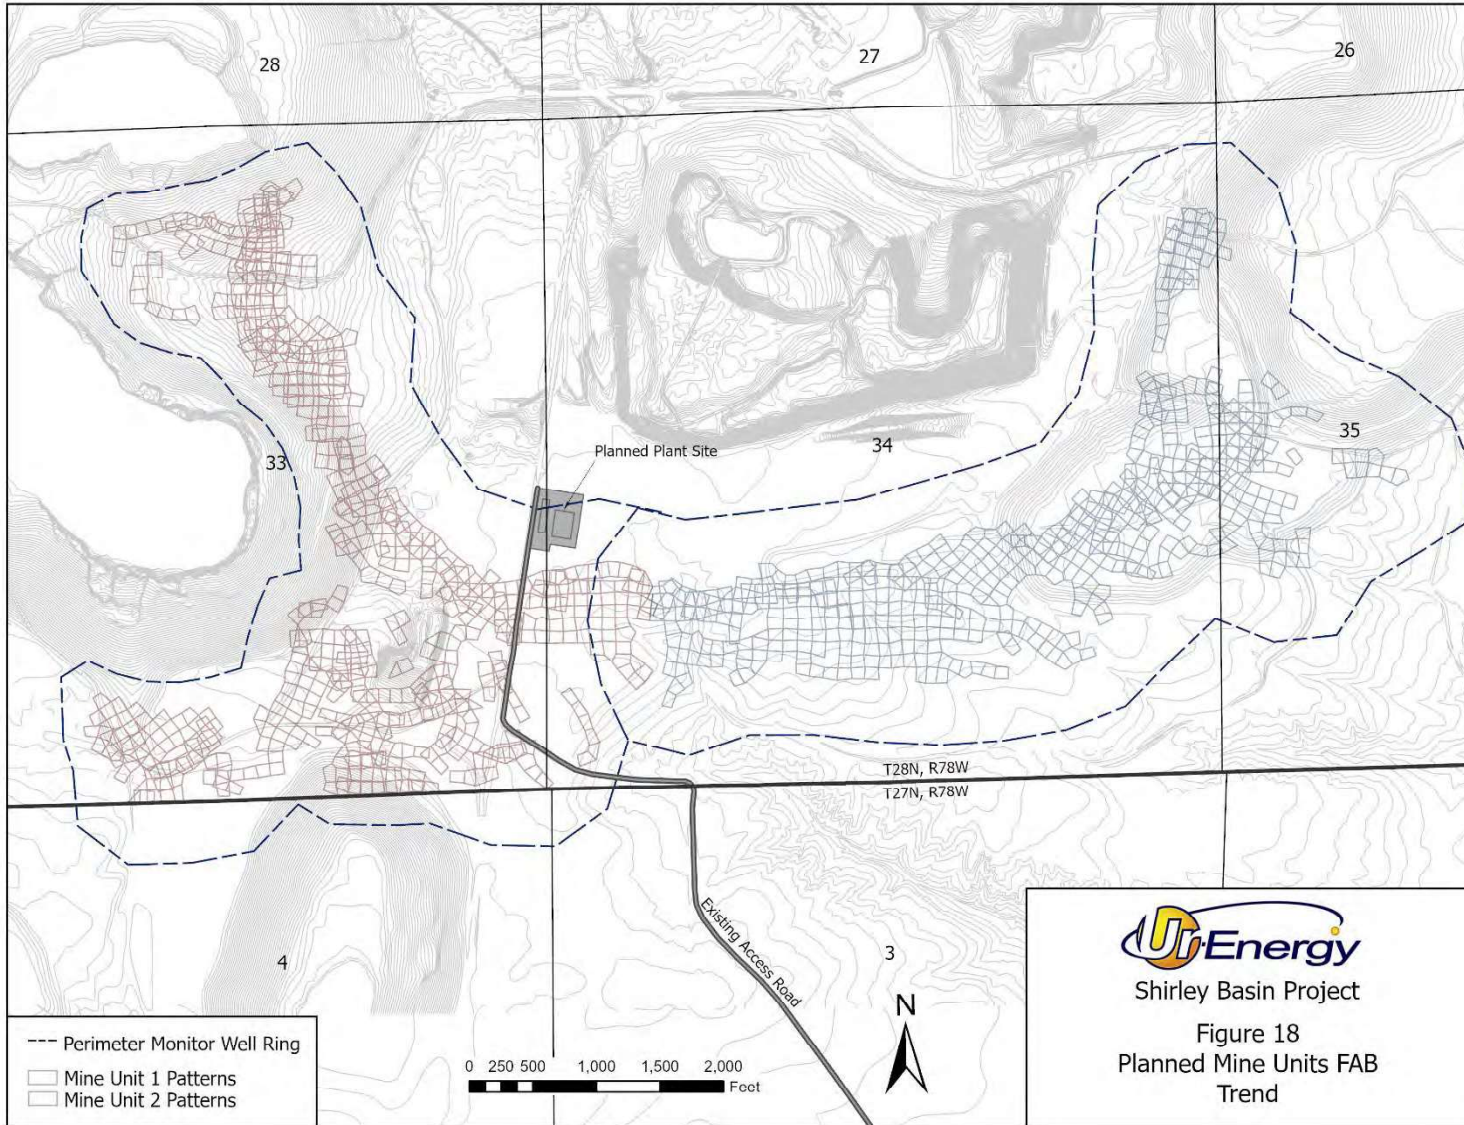 28
27
26
Planned Plant Site
33
34
35
T28N, R78W
T27N, R78W
Existing Access Road
4
3
N
0 250 500 1,000 1,500 2,000
Feet
--- Perimeter Monitor Well Ring
Mine Unit 1 Patterns
Mine Unit 2 Patterns
Ur-Energy
Shirley Basin Project
Figure 18
Planned Mine Units FAB
Trend